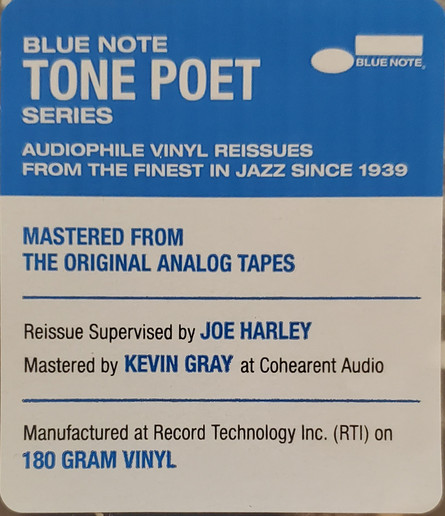 BLUE NOTE
TONE POET
SERIES
BLUE NOTE
AUDIOPHILE VINYL REISSUES
FROM THE FINEST IN JAZZ SINCE 1939
MASTERED FROM
THE ORIGINAL ANALOG TAPES
Reissue Supervised by JOE HARLEY
Mastered by KEVIN GRAY at Cohearent Audio
Manufactured at Record Technology Inc. (RTI) on
180 GRAM VINYL